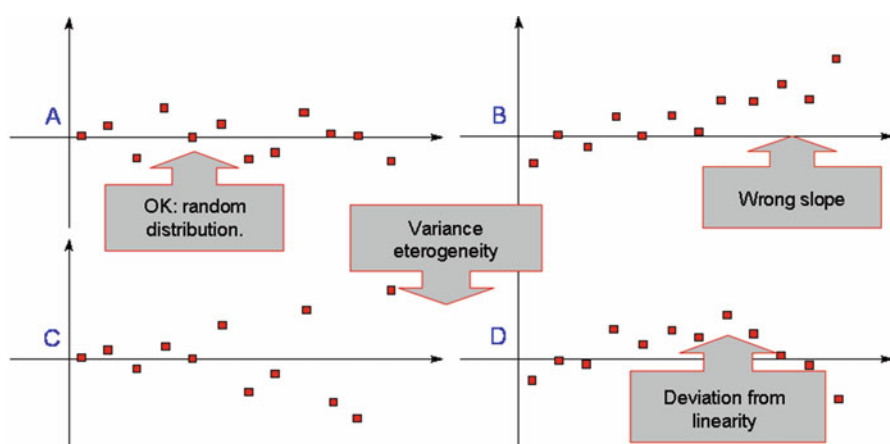 A
OK: random
distribution.
B
Wrong slope
Variance
eterogeneity
C
D
Deviation from
linearity